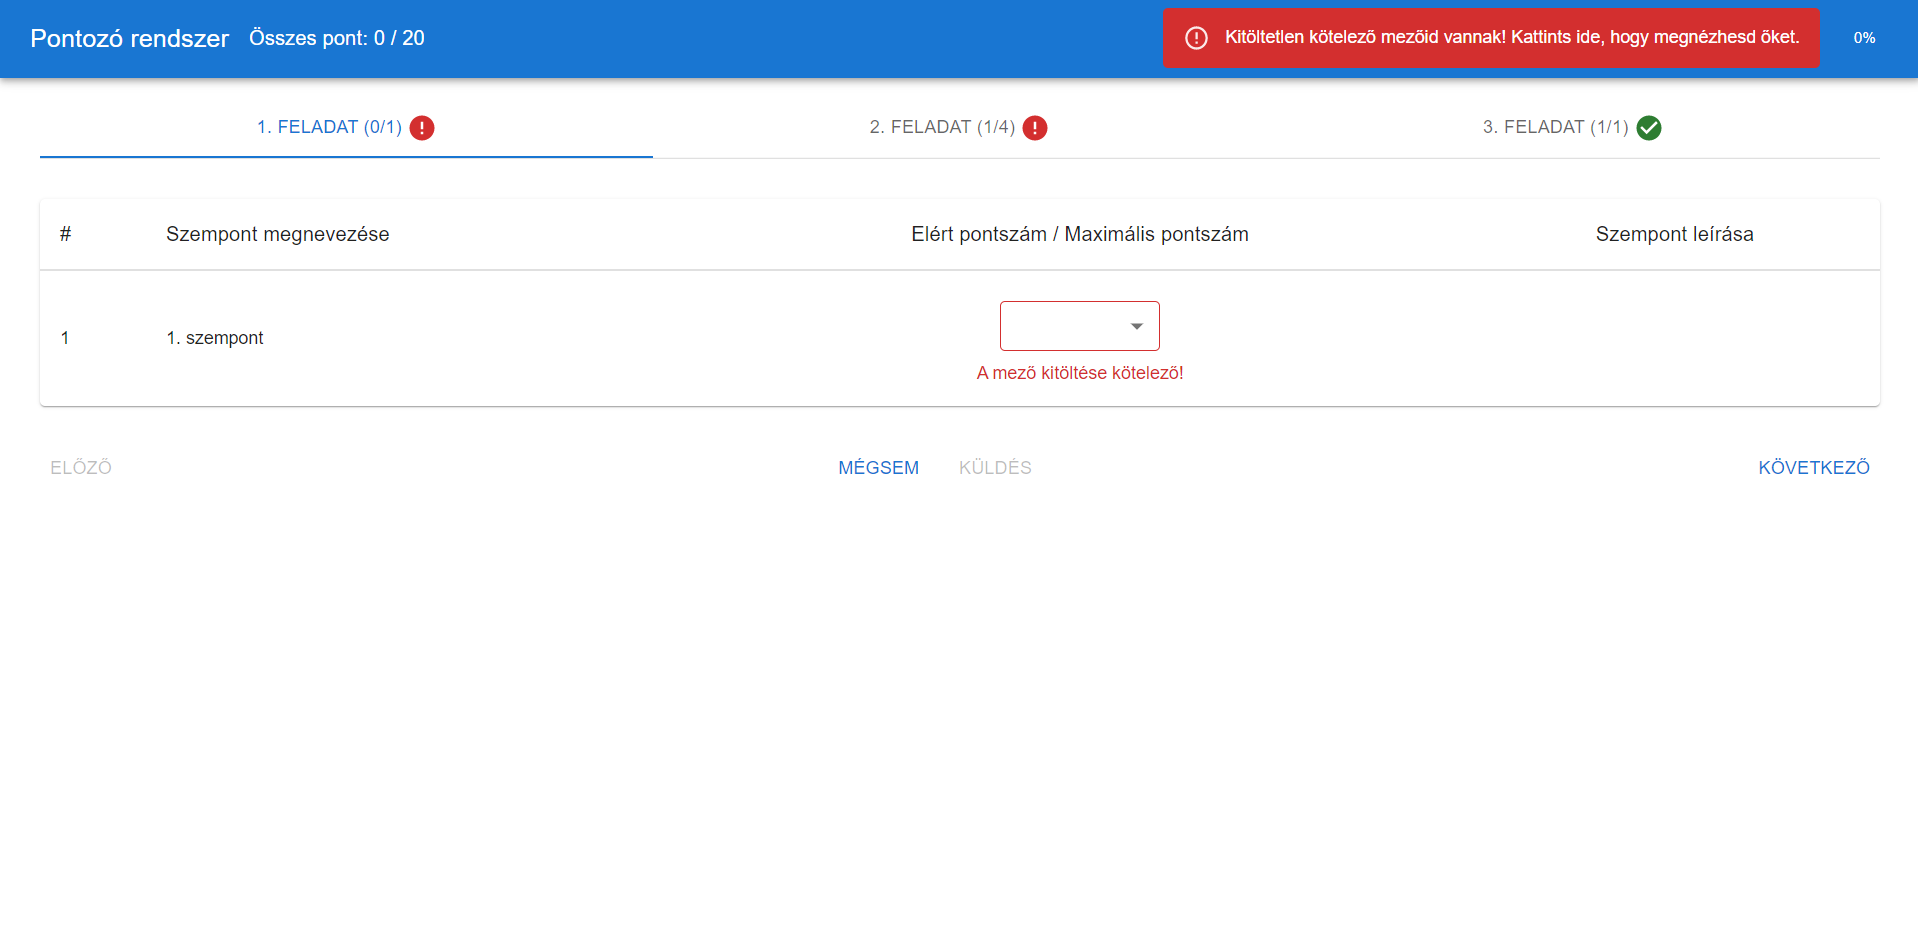 Pontozó rendszer Összes pont: 0 / 20
Kitöltetlen kötelező mezőid vannak! Kattints ide, hogy megnézhesd őket.
0%
1. FELADAT (0/1)
2. FELADAT (1/4)
3. FELADAT (1/1)
# Szempont megnevezése Elért pontszám / Maximális pontszám Szempont leírása
1 1. szempont
A mező kitöltése kötelező!
ELŐZŐ MÉGSEM KÜLDÉS KÖVETKEZŐ